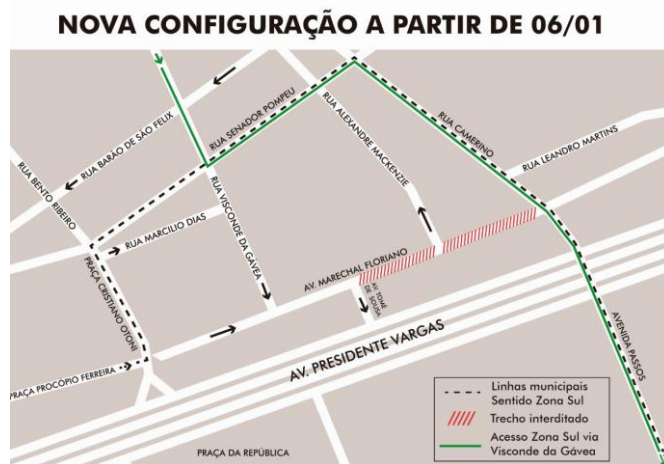 NOVA CONFIGURAÇÃO A PARTIR DE 06/01
RUA SENADOR POMPEU
RUA BARÃO DE SÃO FELIX
RUA ALEXANDRE MACKENZIE
RUA CAMERINO
RUA LEANDRO MARTINS
RUA BENTO RIBEIRO
RUA VISCONDE DA GÁVEA
RUA MARCILIO DIAS
PRAÇA CRISTIANO OTONI
AV. MARECHAL FLORIANO
AV. TOMÉ
DE SOUSA
AV. PRESIDENTE VARGAS
AVENIDA PASSOS
PRAÇA PROCÓPIO FERREIRA
PRAÇA DA REPÚBLICA
Linhas municipais
Sentido Zona Sul
Trecho interditado
Acesso Zona Sul via
Visconde da Gávea